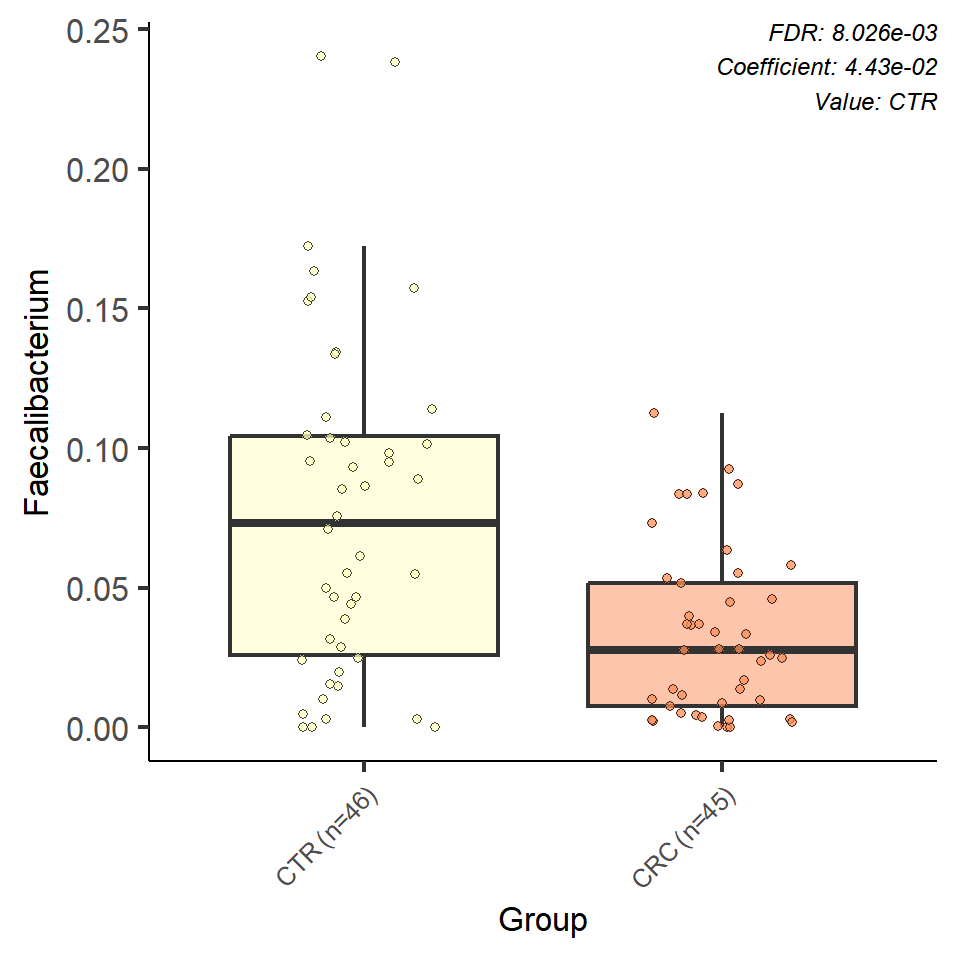 FDR: 8.026e-03
Coefficient: 4.43e-02
Value: CTR
0.25
0.20
0.15
0.10
0.05
0.00
Faecalibacterium
CTR (n=46)
CRC (n=45)
Group